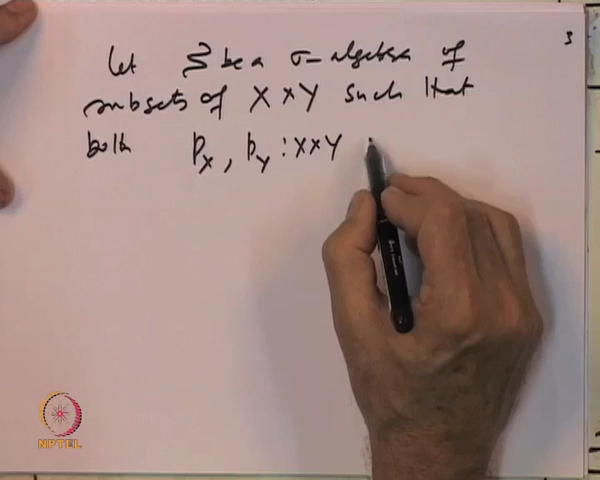 3
Let S be a σ-algebra of
subsets of X × Y such that
both p_X, p_Y : X × Y
NPTEL